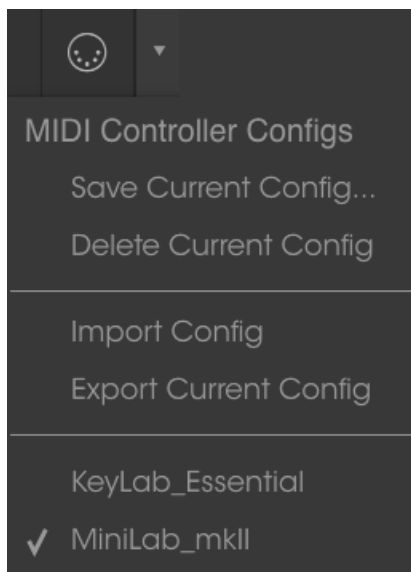 MIDI Controller Configs
Save Current Config...
Delete Current Config
Import Config
Export Current Config
KeyLab_Essential
MiniLab_mkII